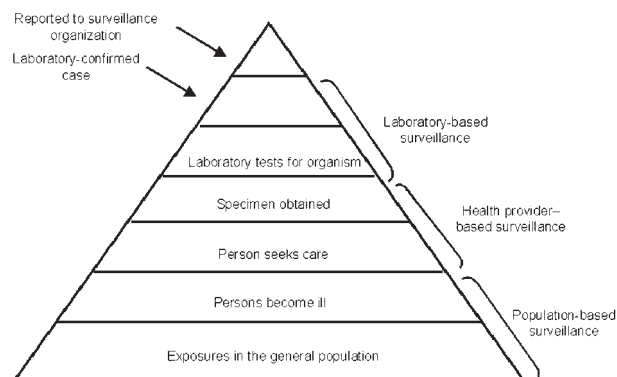 Reported to surveillance
organization
Laboratory-confirmed
case
Laboratory-based
surveillance
Laboratory tests for organism
Specimen obtained
Health provider–
based surveillance
Person seeks care
Persons become ill
Population-based
surveillance
Exposures in the general population